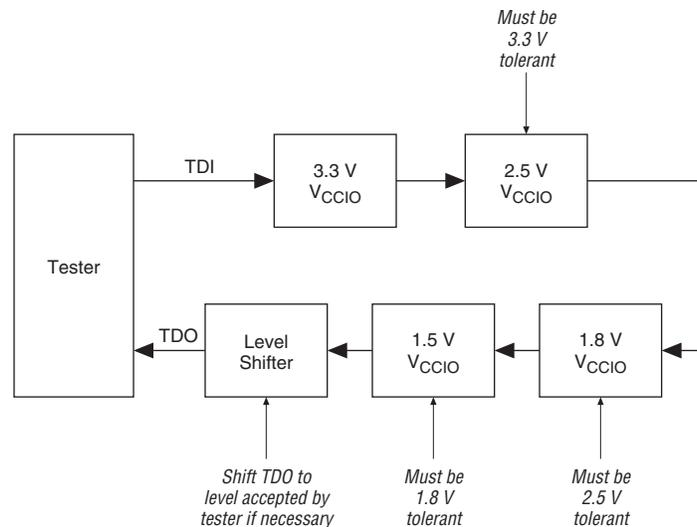 Must be
3.3 V
tolerant
TDI
3.3 V
VCCIO
2.5 V
VCCIO
Tester
TDO
Level
Shifter
1.5 V
VCCIO
1.8 V
VCCIO
Shift TDO to
level accepted by
tester if necessary
Must be
1.8 V
tolerant
Must be
2.5 V
tolerant